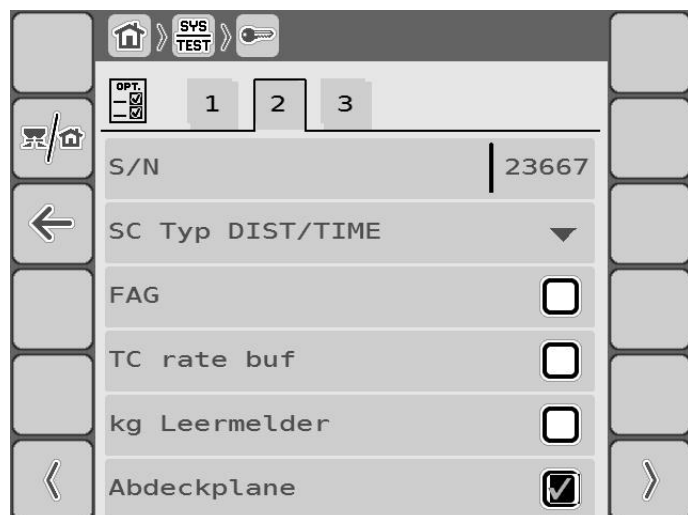 SYS
TEST
OPT.
1 2 3
S/N 23667
SC Typ DIST/TIME
FAG
TC rate buf
kg Leermelder
Abdeckplane